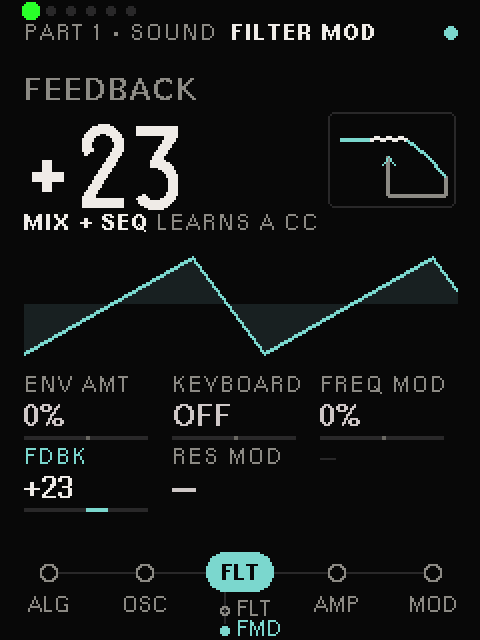 PART 1 · SOUND FILTER MOD
FEEDBACK
+23
MIX + SEQ LEARNS A CC
ENV AMT KEYBOARD FREQ MOD
0% OFF 0%
FDBK RES MOD —
+23 —
ALG OSC FLT AMP MOD
FLT
FMD